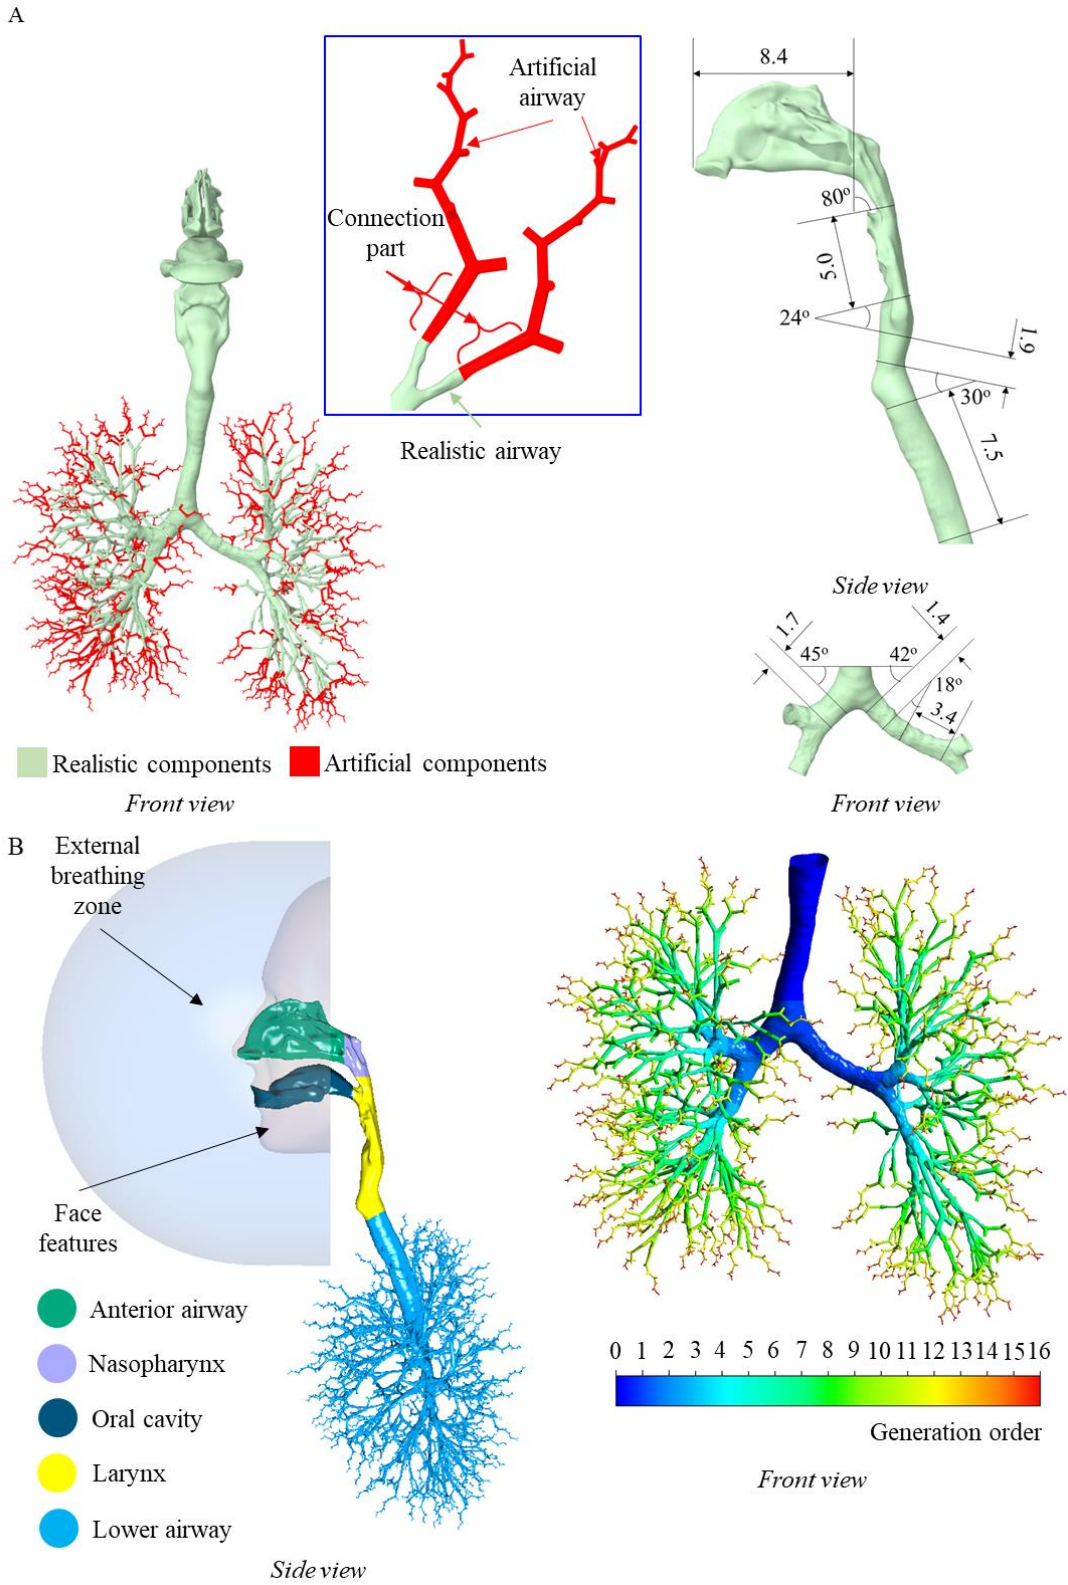 A
Artificial
airway
Connection
part
Realistic airway
8.4
80°
5.0
24°
1.9
30°
7.5
Side view
1.7
1.4
45°
42°
18°
3.4
Realistic components
Artificial components
Front view
Front view
B
External
breathing
zone
Face
features
Anterior airway
Nasopharynx
Oral cavity
Larynx
Lower airway
Side view
0 1 2 3 4 5 6 7 8 9 10 11 12 13 14 15 16
Generation order
Front view